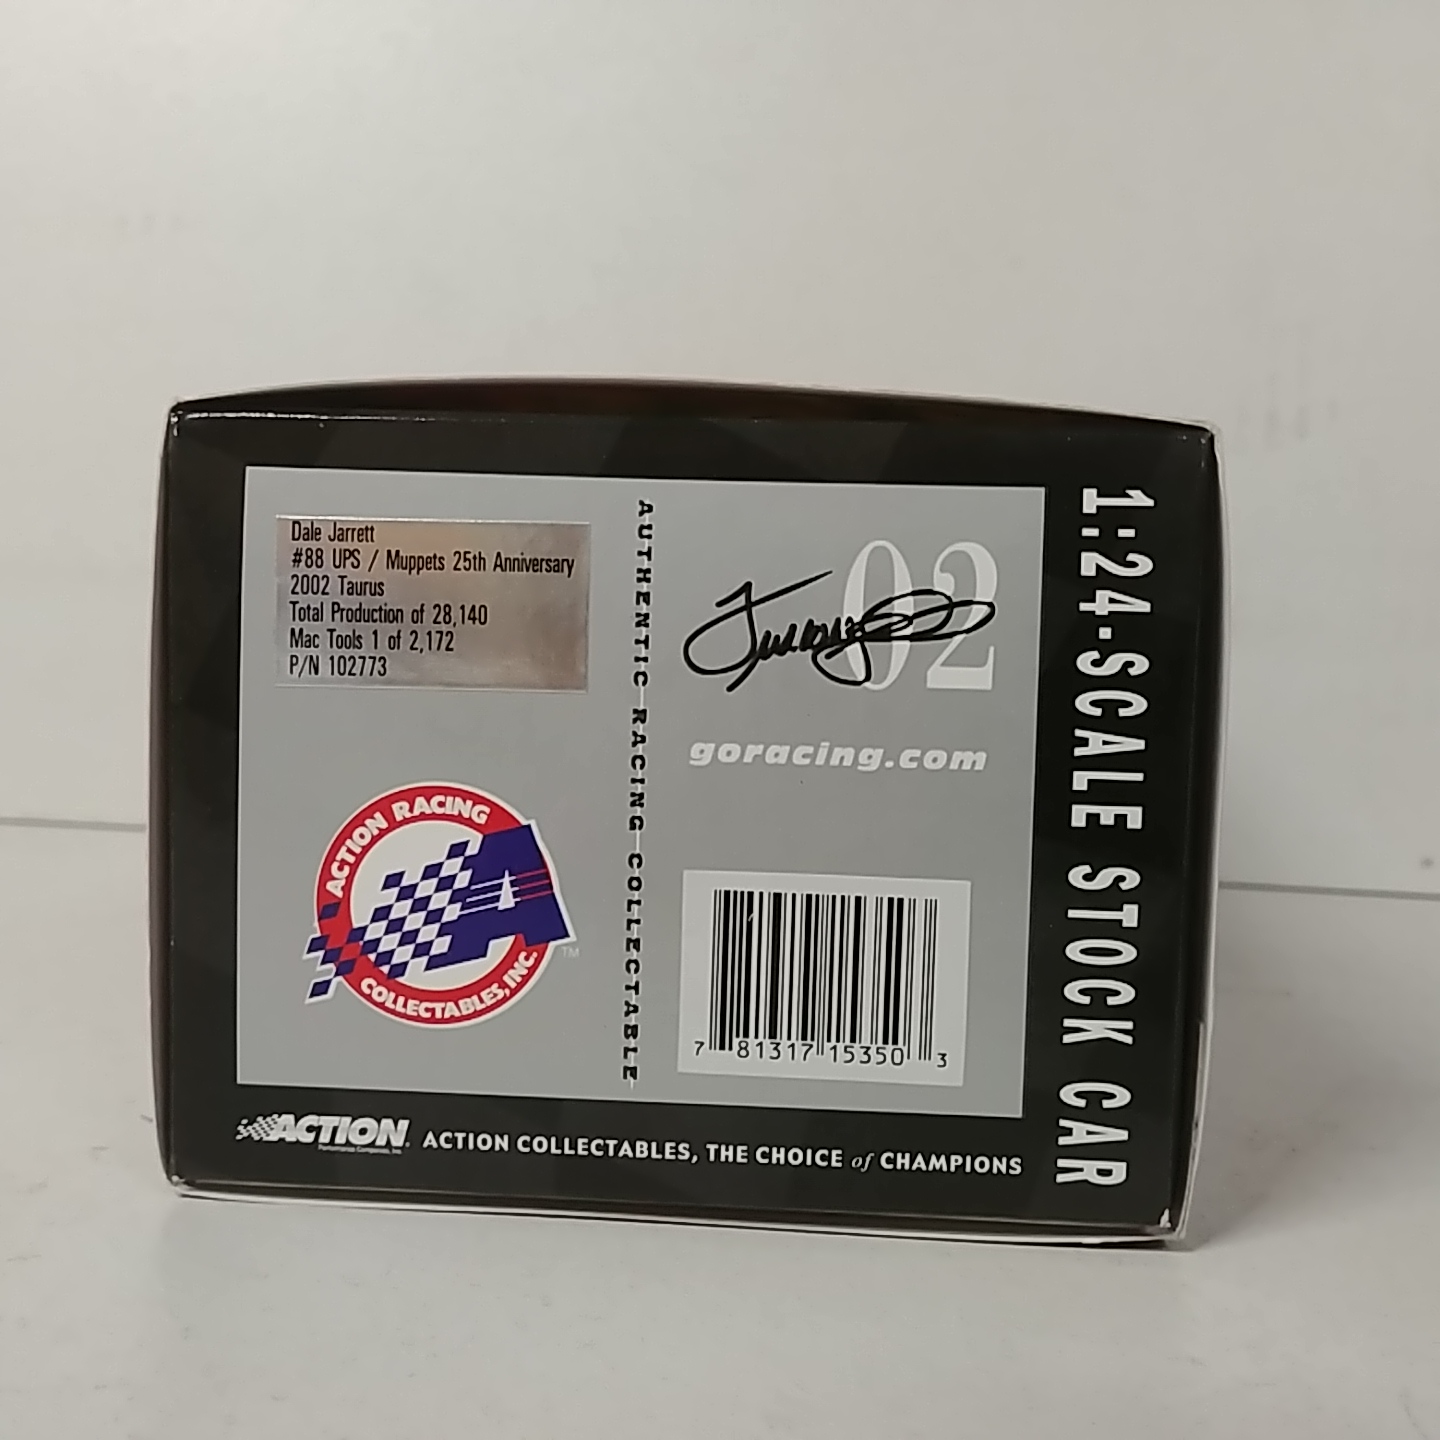 Dale Jarrett
#88 UPS / Muppets 25th Anniversary
2002 Taurus
Total Production of 28,140
Mac Tools 1 of 2,172
P/N 102773
AUTHENTIC RACING COLLECTABLE
02
goracing.com
ACTION RACING
COLLECTABLES, INC.
A
TM
7 81317 15350 3
1:24-SCALE STOCK CAR
ACTION
ACTION COLLECTABLES, THE CHOICE of CHAMPIONS